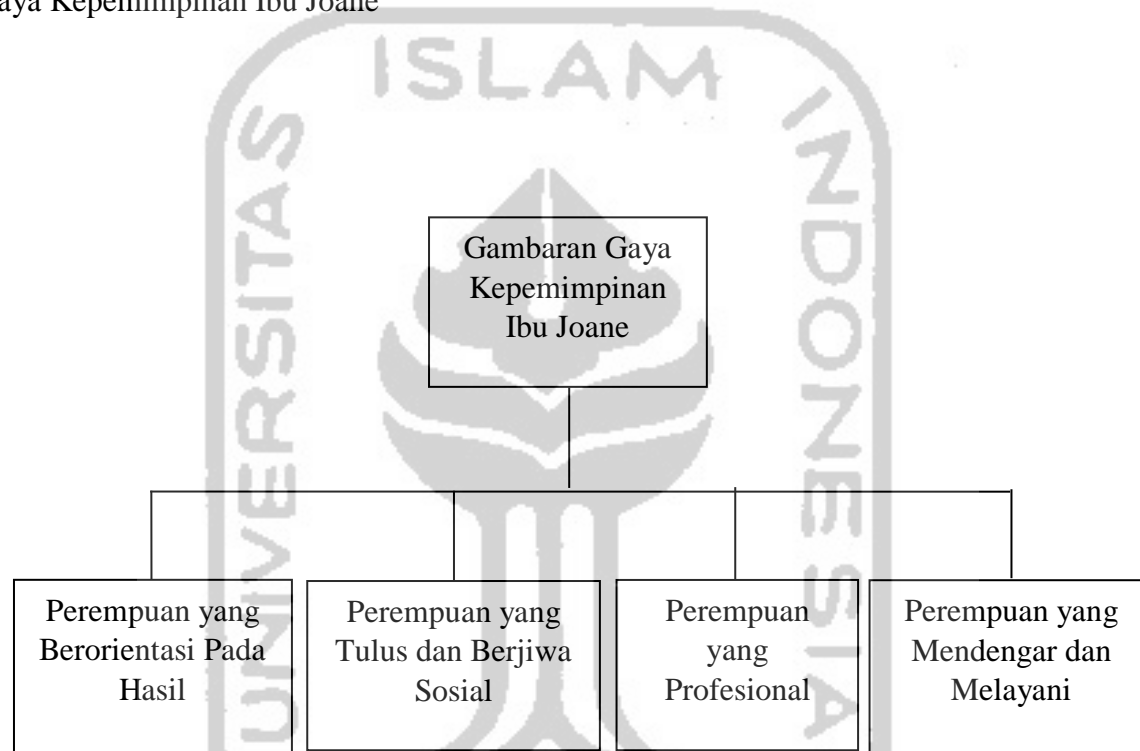 aya Kepemimpinan Ibu Joane
ISLAM
UNIVERSITAS
INDONESIA
Gambaran Gaya
Kepemimpinan
Ibu Joane
Perempuan yang
Berorientasi Pada
Hasil
Perempuan yang
Tulus dan Berjiwa
Sosial
Perempuan
yang
Profesional
Perempuan yang
Mendengar dan
Melayani